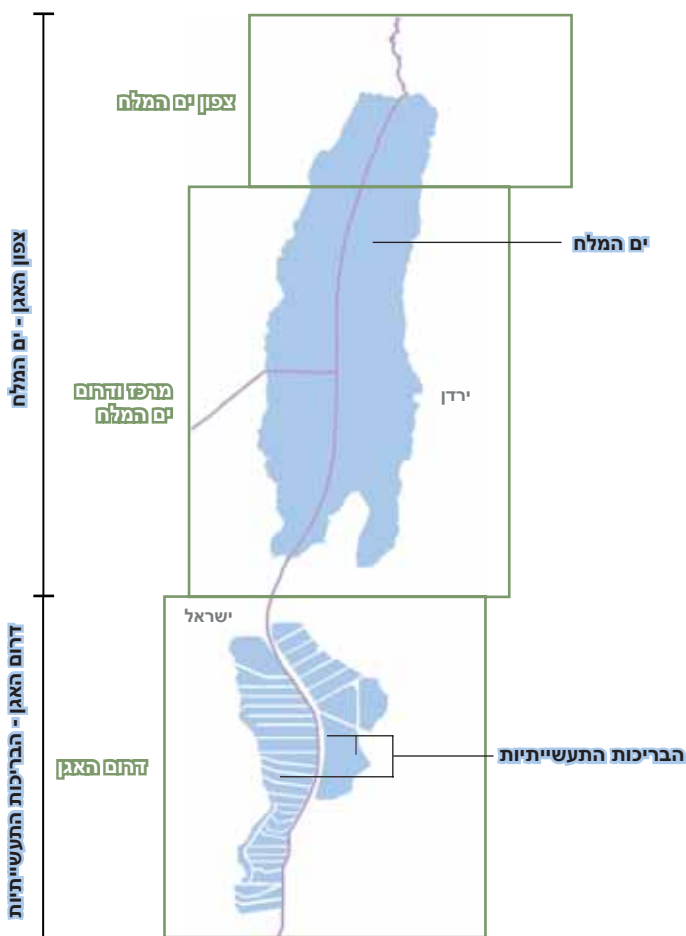 צפון ים המלח
ים המלח
צפון האגן - ים המלח
מרכז ודרום
ים המלח
ירדן
ישראל
דרום האגן - הבריכות התעשייתיות
הבריכות התעשייתיות
דרום האגן